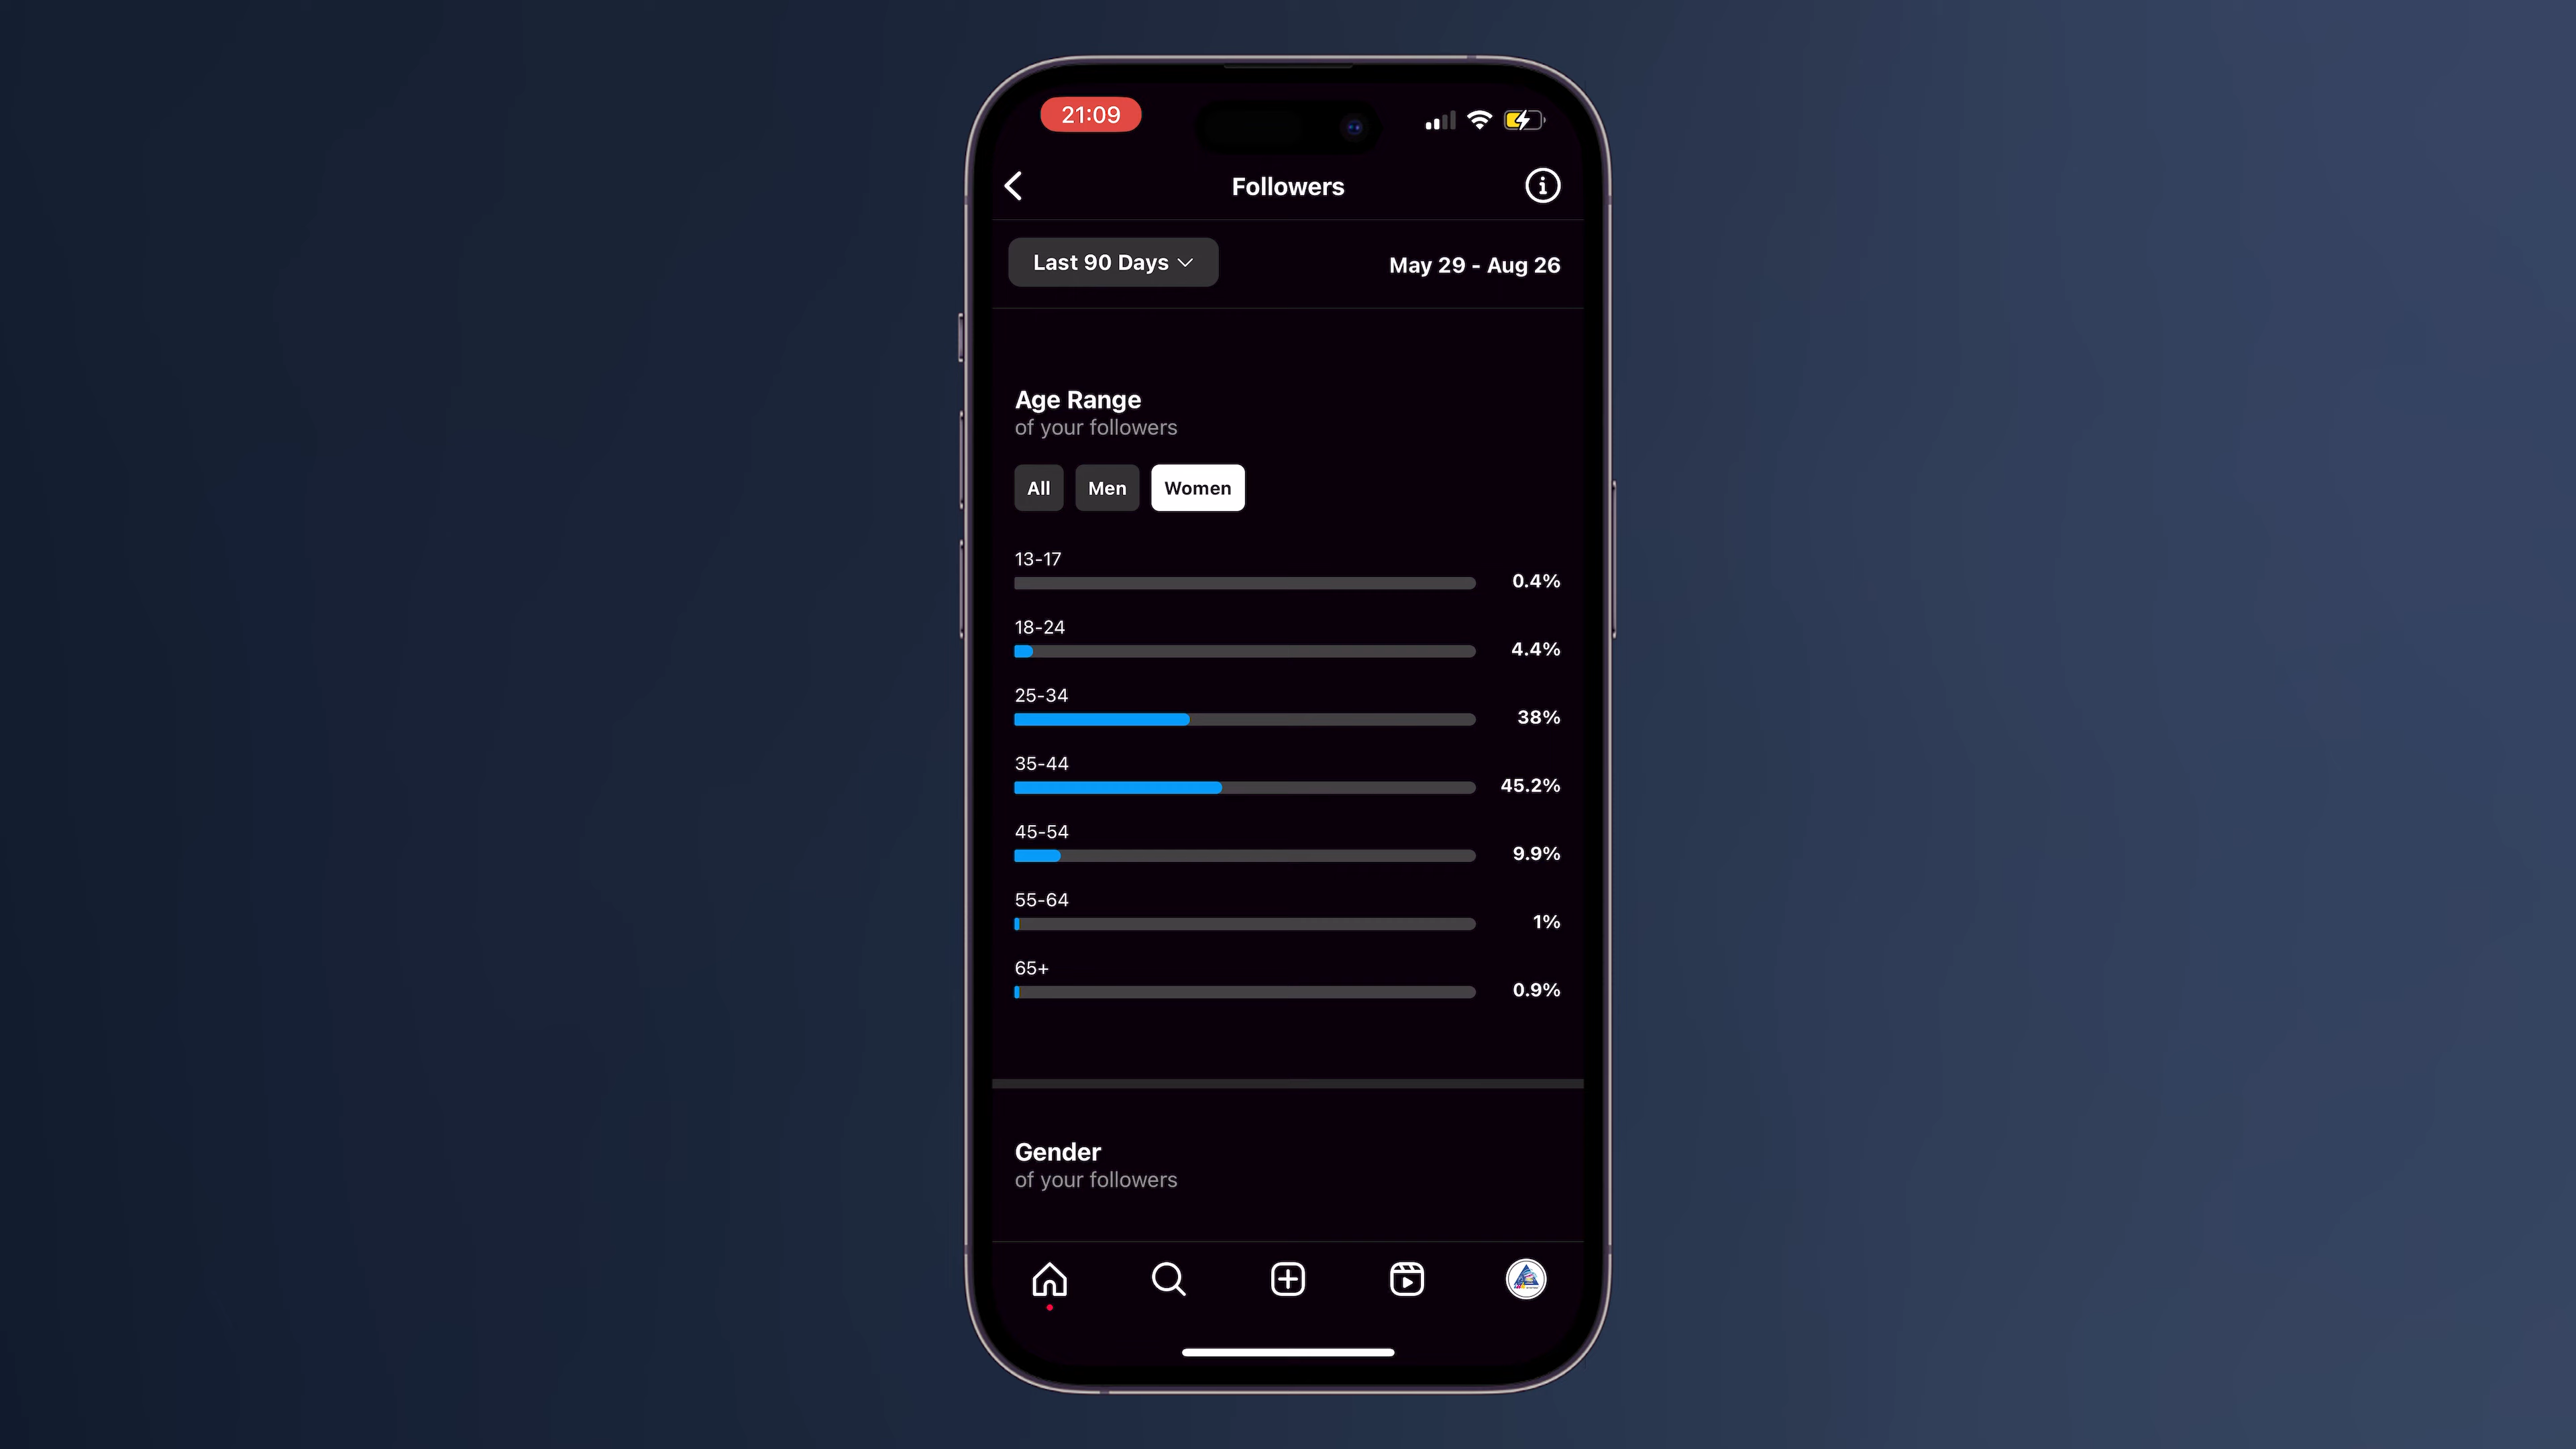 21:09
Followers
Last 90 Days
May 29 - Aug 26
Age Range
of your followers
All
Men
Women
13-17
0.4%
18-24
4.4%
25-34
38%
35-44
45.2%
45-54
9.9%
55-64
1%
65+
0.9%
Gender
of your followers